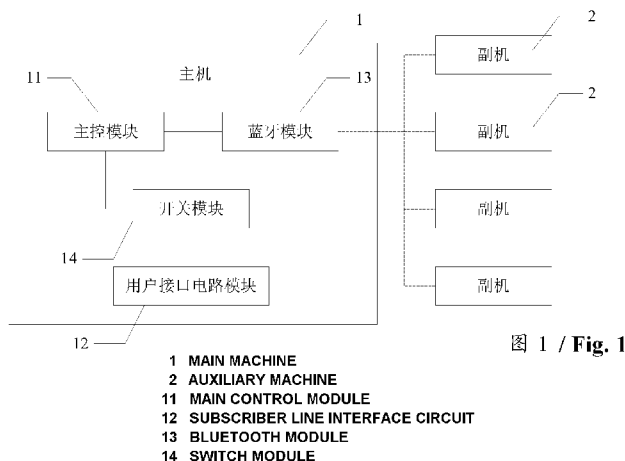 1
2
11
主机
13
副机
2
主控模块
蓝牙模块
副机
开关模块
副机
14
用户接口电路模块
副机
12
图 1 / Fig. 1
1 MAIN MACHINE
2 AUXILIARY MACHINE
11 MAIN CONTROL MODULE
12 SUBSCRIBER LINE INTERFACE CIRCUIT
13 BLUETOOTH MODULE
14 SWITCH MODULE